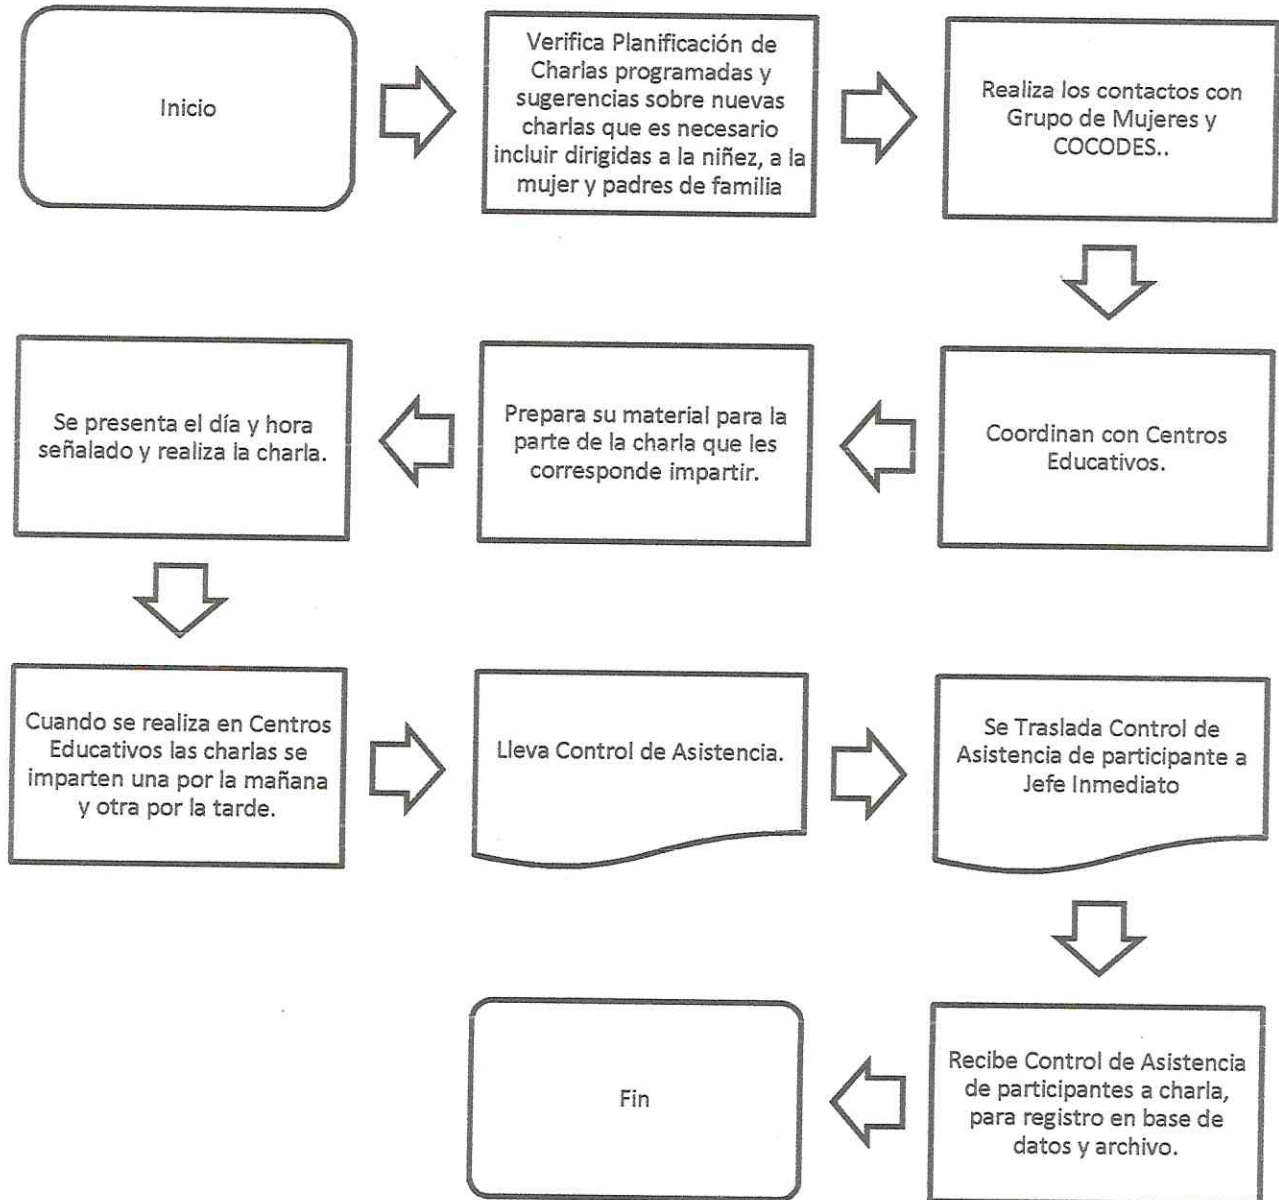 Inicio
Verifica Planificación de
Charlas programadas y
sugerencias sobre nuevas
charlas que es necesario
incluir dirigidas a la niñez, a la
mujer y padres de familia
Realiza los contactos con
Grupo de Mujeres y
COCODES..
Coordinan con Centros
Educativos.
Prepara su material para la
parte de la charla que les
corresponde impartir.
Se presenta el día y hora
señalado y realiza la charla.
Cuando se realiza en Centros
Educativos las charlas se
imparten una por la mañana
y otra por la tarde.
Lleva Control de Asistencia.
Se Traslada Control de
Asistencia de participante a
Jefe Inmediato
Recibe Control de Asistencia
de participantes a charla,
para registro en base de
datos y archivo.
Fin